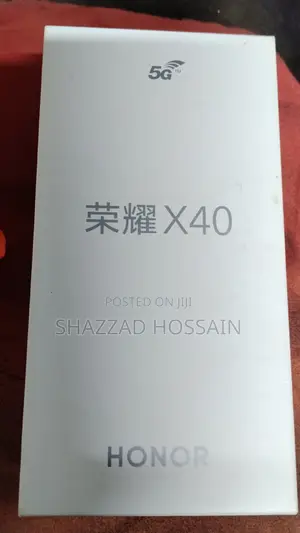 5G
荣耀 X40
POSTED ON JIJI
SHAZZAD HOSSAIN
HONOR